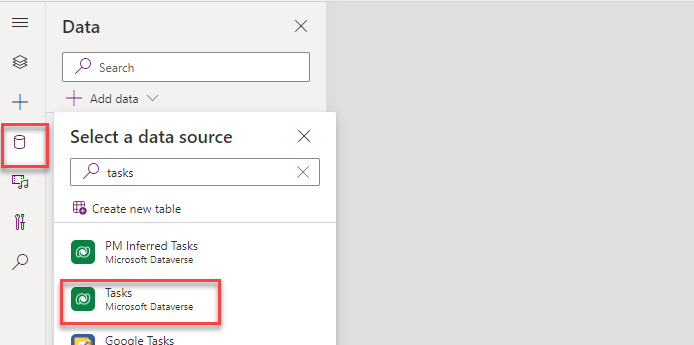 Data
Search
Add data
Select a data source
tasks
Create new table
PM Inferred Tasks
Microsoft Dataverse
Tasks
Microsoft Dataverse
Google Tasks